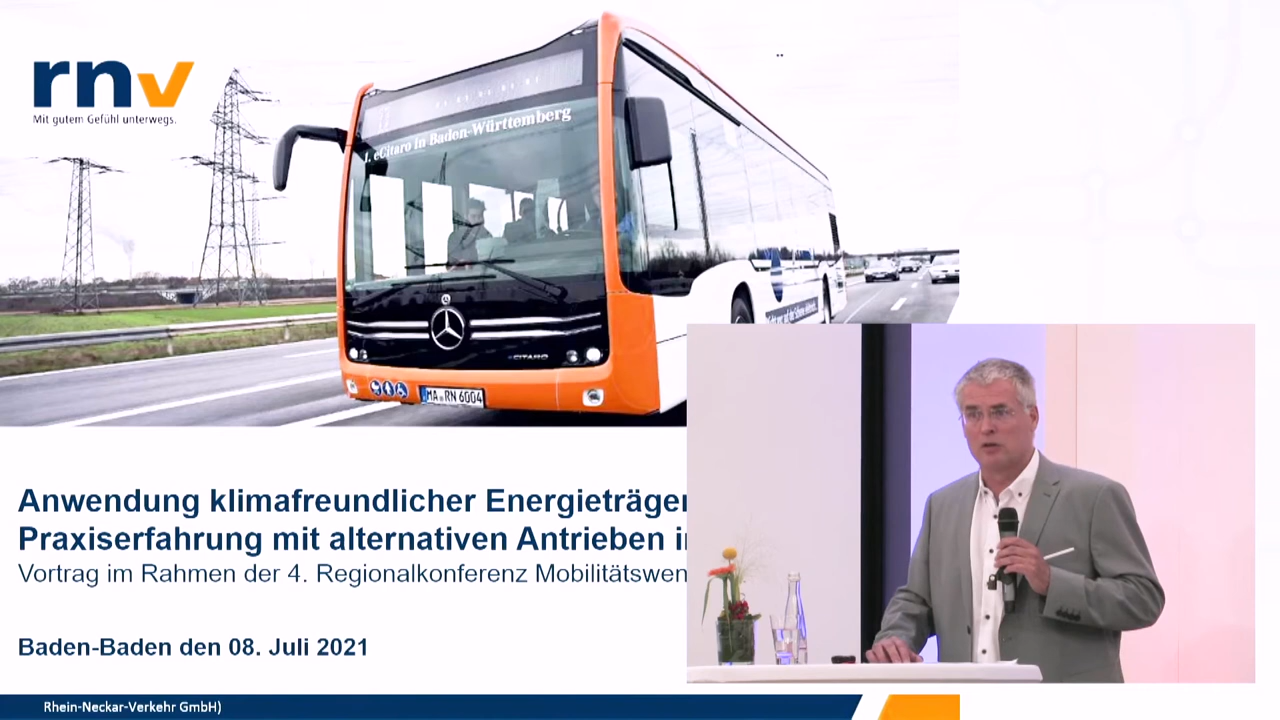 rnv
Mit gutem Gefühl unterwegs.
1. eCitaro in Baden-Württemberg
eCITARO
MA RN 6004
Anwendung klimafreundlicher Energieträger
Praxiserfahrung mit alternativen Antrieben i
Vortrag im Rahmen der 4. Regionalkonferenz Mobilitätswen
Baden-Baden den 08. Juli 2021
Rhein-Neckar-Verkehr GmbH)